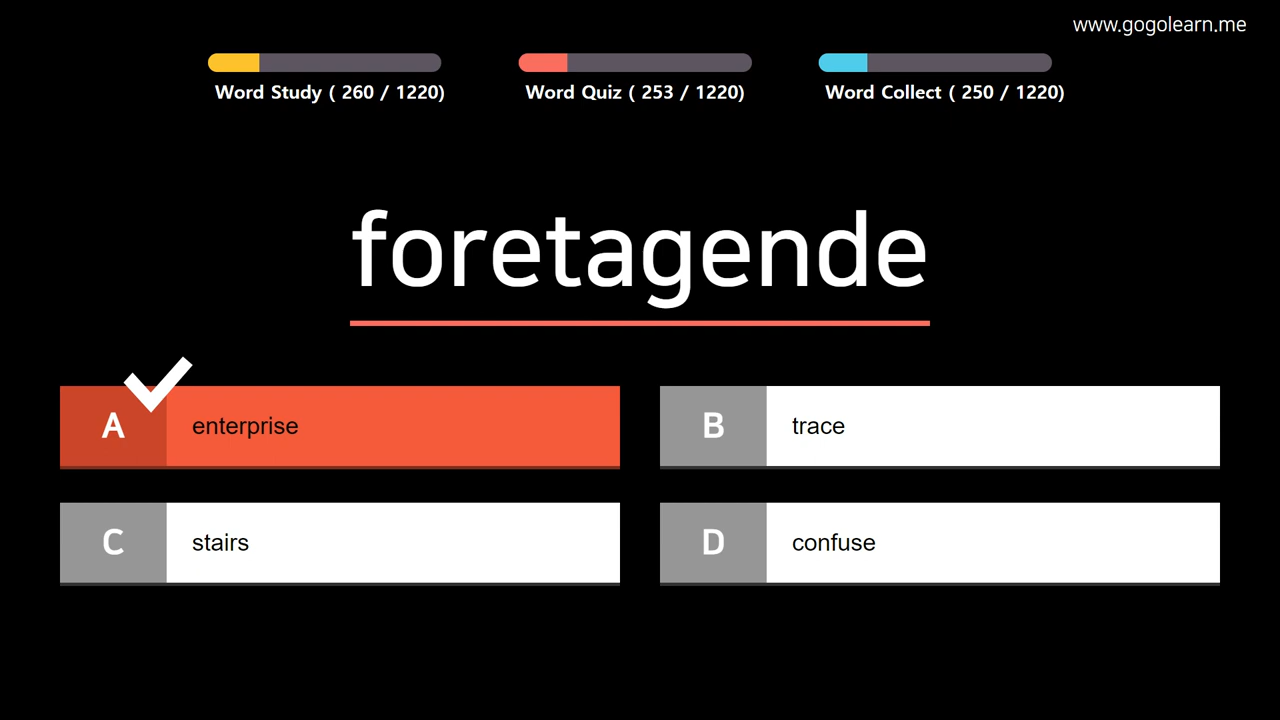 www.gogolearn.me
Word Study ( 260 / 1220)
Word Quiz ( 253 / 1220)
Word Collect ( 250 / 1220)
foretagende
A enterprise
B trace
C stairs
D confuse